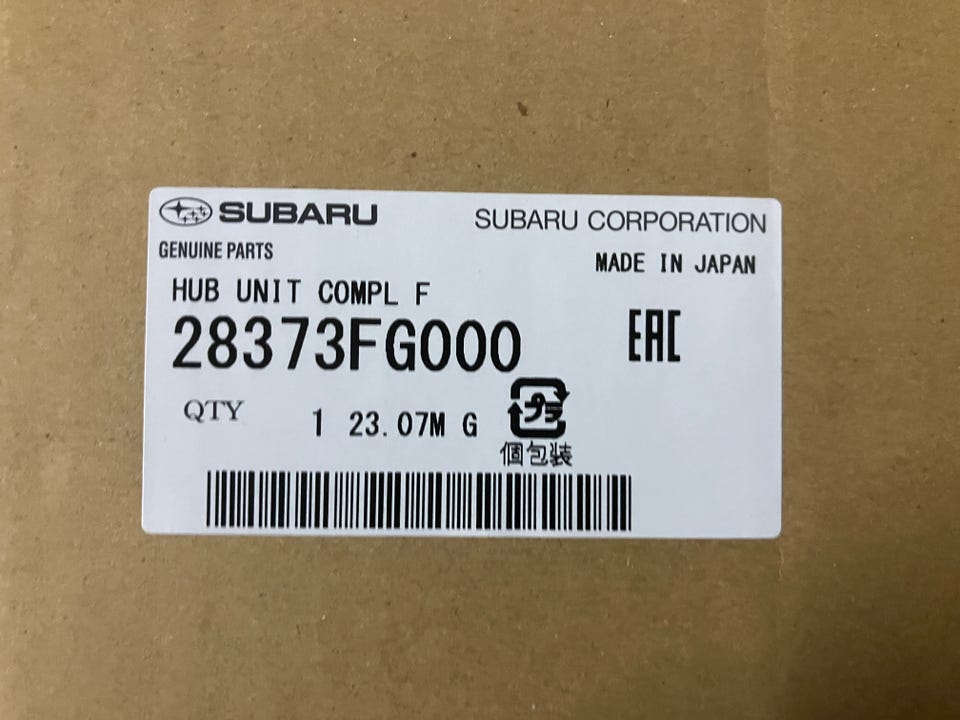 SUBARU SUBARU CORPORATION
GENUINE PARTS MADE IN JAPAN
HUB UNIT COMPL F
28373FG000 EAC
QTY 1 23.07M G プラ
個包装